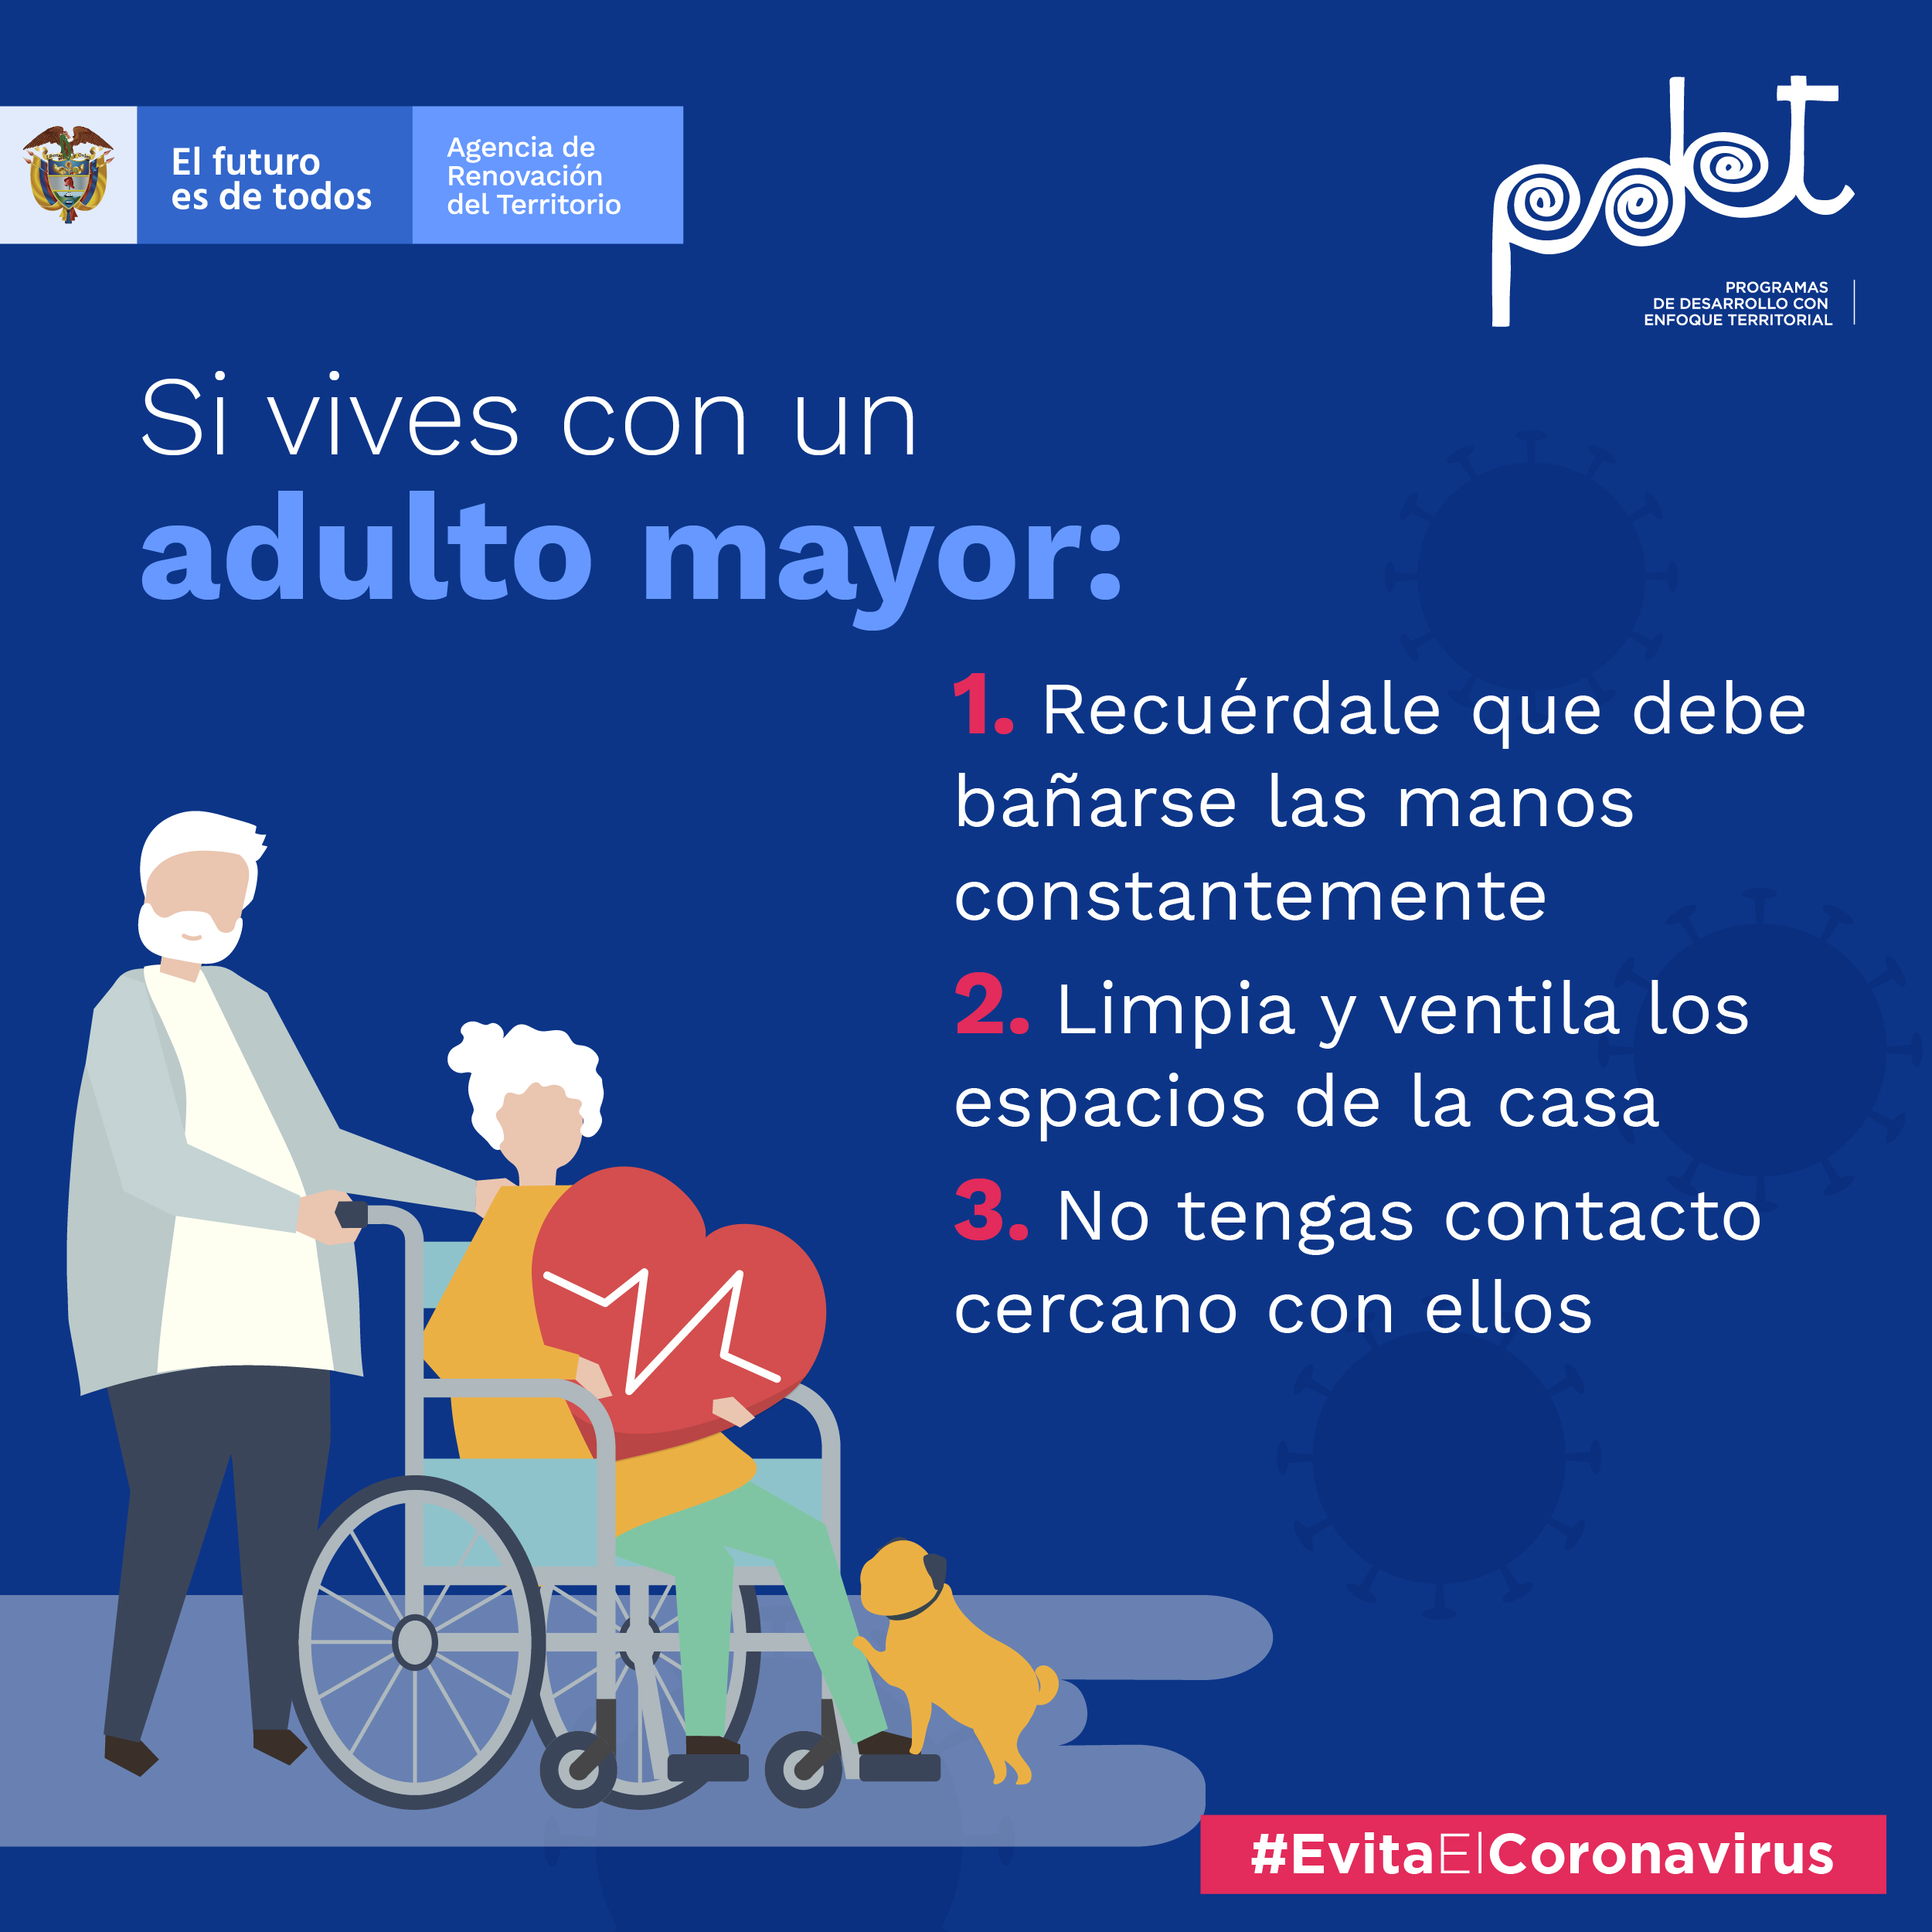 El futuro
es de todos
Agencia de
Renovación
del Territorio
pdet
PROGRAMAS
DE DESARROLLO CON
ENFOQUE TERRITORIAL
Si vives con un
adulto mayor:
1. Recuérdale que debe
bañarse las manos
constantemente
2. Limpia y ventila los
espacios de la casa
3. No tengas contacto
cercano con ellos
#EvitaElCoronavirus